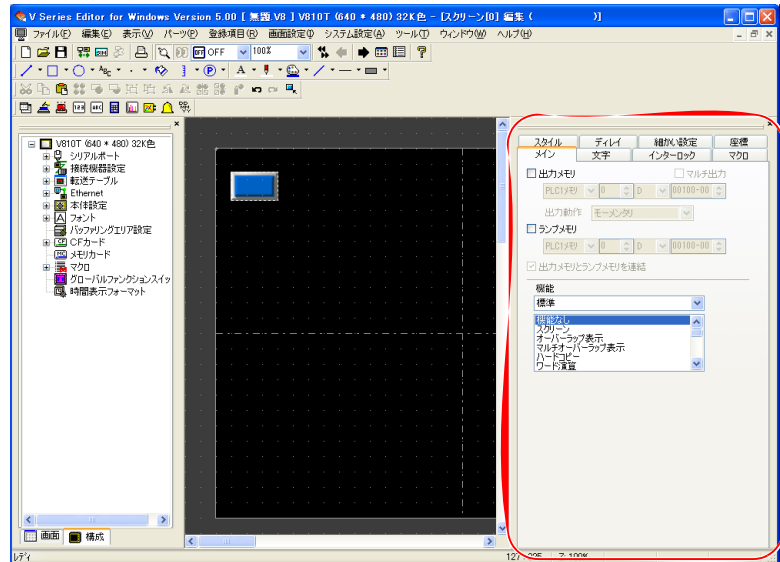 V Series Editor for Windows Version 5.00 [ 無題.V8 ] V810T (640 * 480) 32K色 - [スクリーン[0] 編集 ( )]
ファイル(F) 編集(E) 表示(V) パーツ(P) 登録項目(R) 画面設定(I) システム設定(A) ツール(T) ウィンドウ(W) ヘルプ(H)
OFF 100%
ABC P A
V810T (640 * 480) 32K色
シリアルポート
接続機器設定
転送テーブル
Ethernet
本体設定
フォント
バッファリングエリア設定
CFカード
メモリカード
マクロ
グローバルファンクションスイッ
時間表示フォーマット
画面 構成
スタイル ディレイ 細かい設定 座標
メイン 文字 インターロック マクロ
出力メモリ マルチ出力
PLC1メモリ 0 D 00100-00
出力動作 モーメンタリ
ランプメモリ
PLC1メモリ 0 D 00100-00
出力メモリとランプメモリを連結
機能
標準
機能なし
スクリーン
オーバーラップ表示
マルチオーバーラップ表示
ハードコピー
ワード演算
レディ